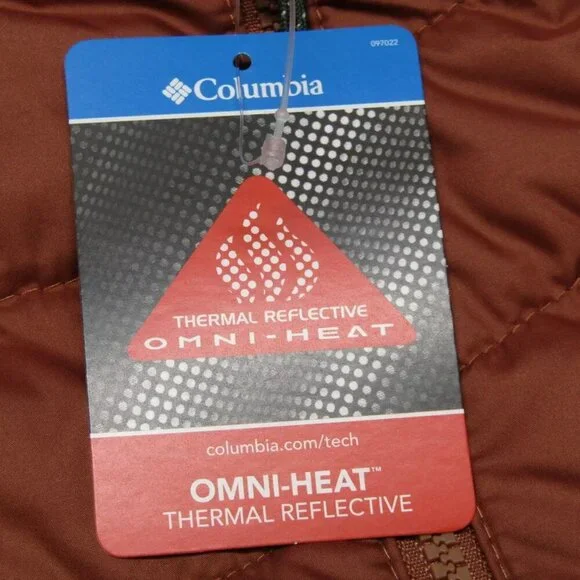 097022
Columbia
THERMAL REFLECTIVE
OMNI-HEAT
columbia.com/tech
OMNI-HEAT™
THERMAL REFLECTIVE